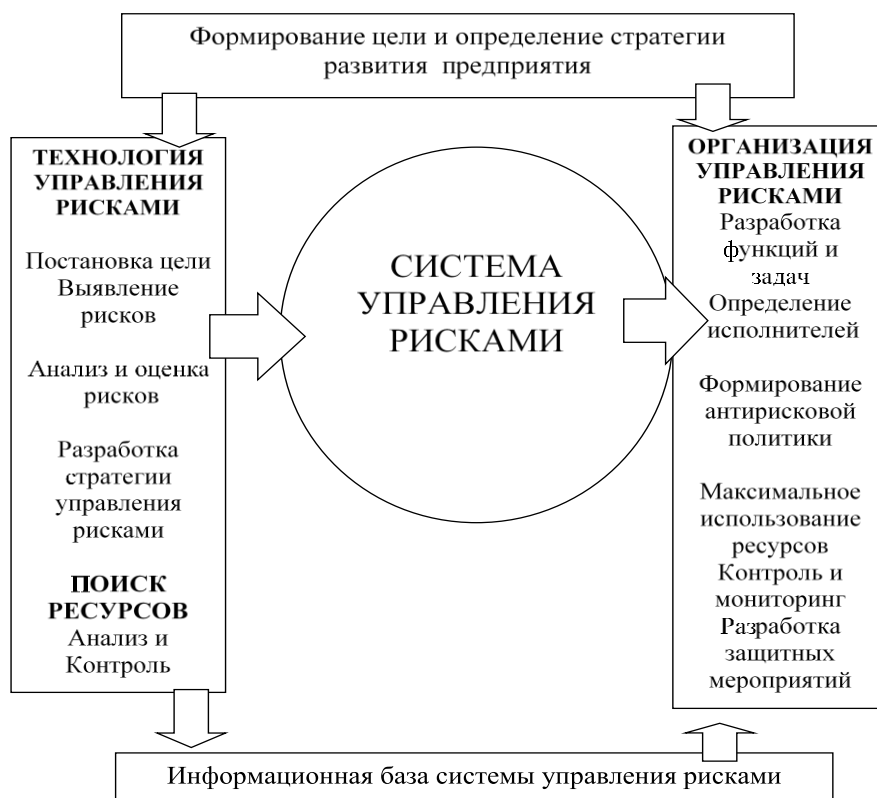 Формирование цели и определение стратегии
развития предприятия
ТЕХНОЛОГИЯ
УПРАВЛЕНИЯ
РИСКАМИ
Постановка цели
Выявление
рисков
Анализ и оценка
рисков
Разработка
стратегии
управления
рисками
ПОИСК
РЕСУРСОВ
Анализ и
Контроль
СИСТЕМА
УПРАВЛЕНИЯ
РИСКАМИ
ОРГАНИЗАЦИЯ
УПРАВЛЕНИЯ
РИСКАМИ
Разработка
функций и
задач
Определение
исполнителей
Формирование
антирисковой
политики
Максимальное
использование
ресурсов
Контроль и
мониторинг
Разработка
защитных
мероприятий
Информационная база системы управления рисками